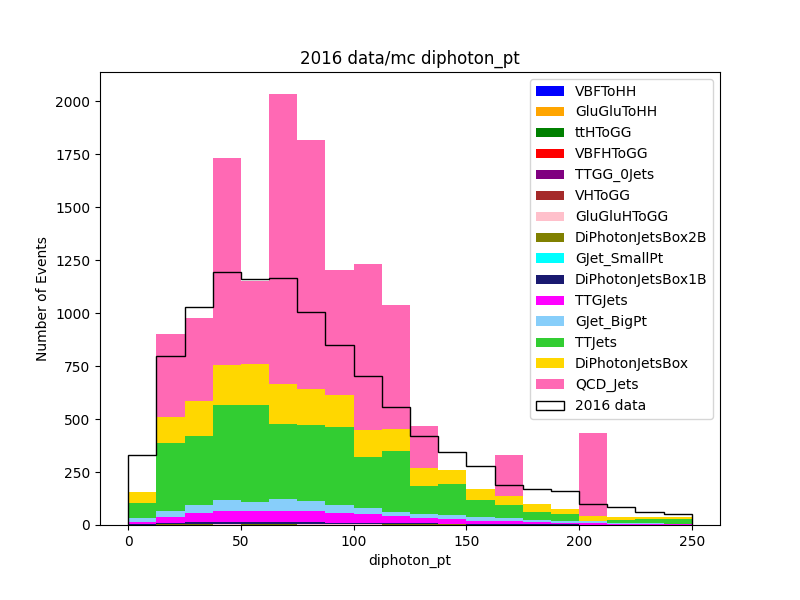 2016 data/mc diphoton_pt
VBFToHH
GluGluToHH
ttHToGG
VBFHToGG
TTGG_0Jets
VHToGG
GluGluHToGG
DiPhotonJetsBox2B
GJet_SmallPt
DiPhotonJetsBox1B
TTGJets
GJet_BigPt
TTJets
DiPhotonJetsBox
QCD_Jets
2016 data
Number of Events
2000
1750
1500
1250
1000
750
500
250
0
0 50 100 150 200 250
diphoton_pt